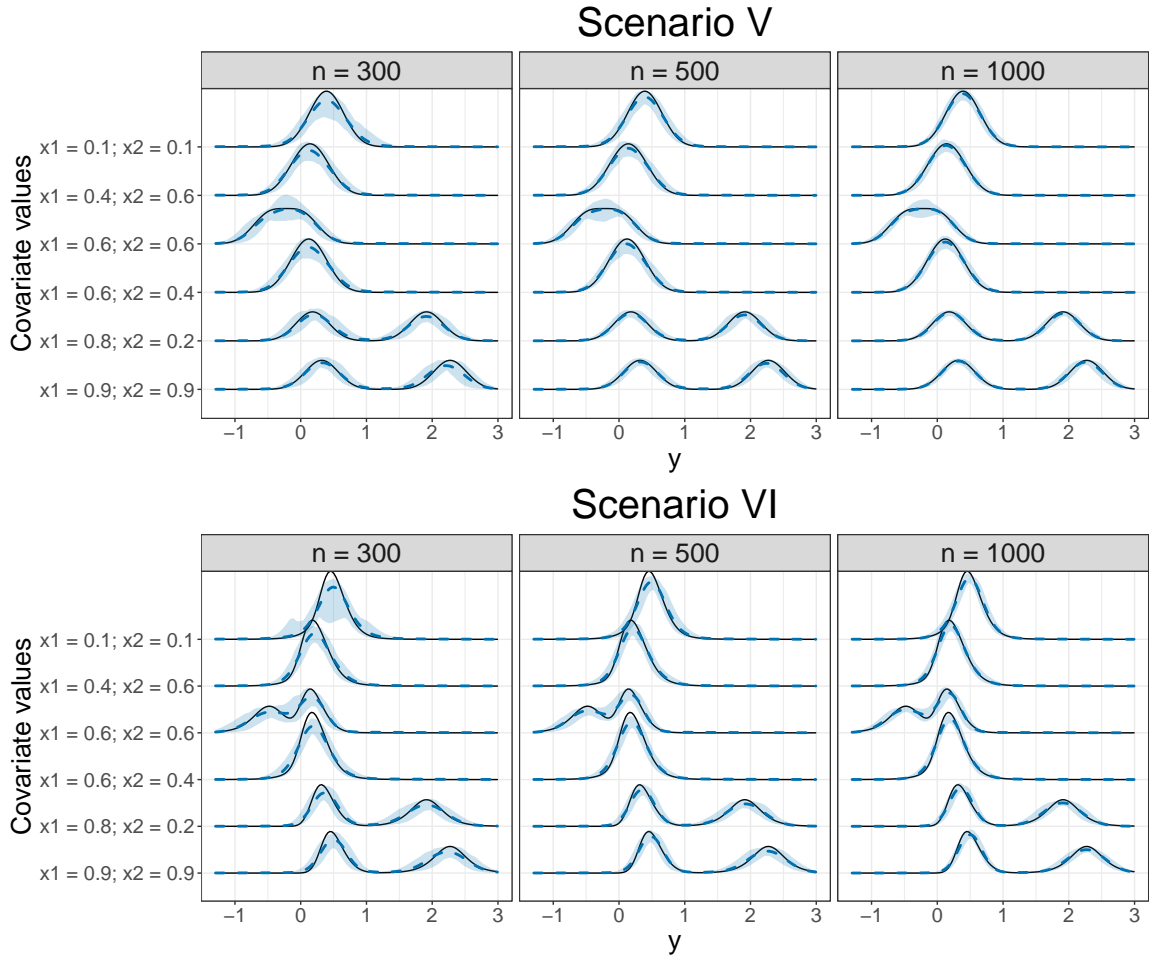 Scenario V
n = 300 n = 500 n = 1000
Covariate values
x1 = 0.1; x2 = 0.1
x1 = 0.4; x2 = 0.6
x1 = 0.6; x2 = 0.6
x1 = 0.6; x2 = 0.4
x1 = 0.8; x2 = 0.2
x1 = 0.9; x2 = 0.9
−1 0 1 2 3 −1 0 1 2 3 −1 0 1 2 3
y
Scenario VI
n = 300 n = 500 n = 1000
Covariate values
x1 = 0.1; x2 = 0.1
x1 = 0.4; x2 = 0.6
x1 = 0.6; x2 = 0.6
x1 = 0.6; x2 = 0.4
x1 = 0.8; x2 = 0.2
x1 = 0.9; x2 = 0.9
−1 0 1 2 3 −1 0 1 2 3 −1 0 1 2 3
y